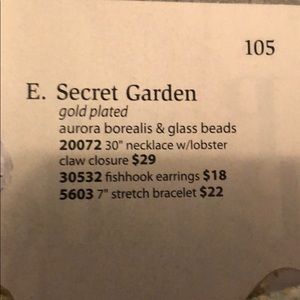 105
E. Secret Garden
gold plated
aurora borealis & glass beads
20072 30" necklace w/lobster
claw closure $29
30532 fishhook earrings $18
5603 7" stretch bracelet $22